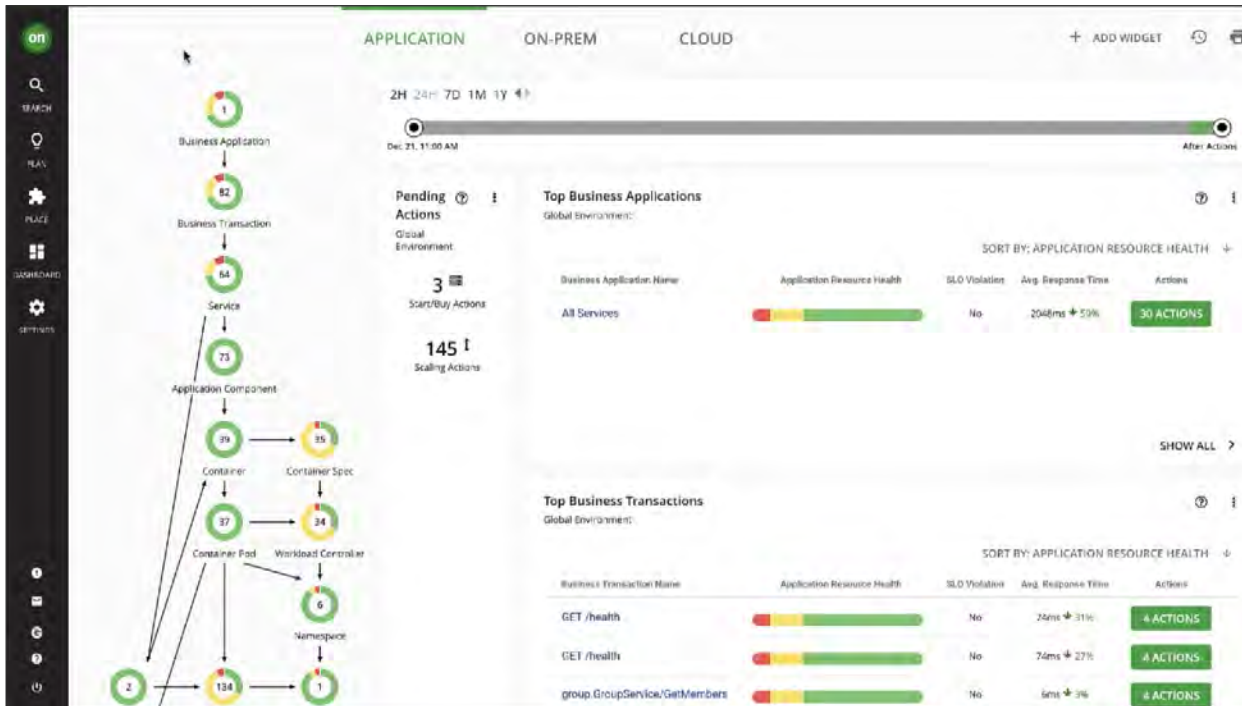 on
SEARCH
PLAN
PLACE
DASHBOARD
SETTINGS
1
Business Application
82
Business Transaction
64
Service
73
Application Component
39
35
Container
Container Spec
37
34
Container Pod
Workload Controller
6
Namespace
2
134
1
APPLICATION
ON-PREM
CLOUD
+ ADD WIDGET
2H 24H 7D 1M 1Y
Dec 21, 11:00 AM
After Actions
Pending
Actions
Global
Environment
3
Start/Buy Actions
145
Scaling Actions
Top Business Applications
Global Environment
SORT BY: APPLICATION RESOURCE HEALTH
Business Application Name
Application Resource Health
SLO Violation
Avg. Response Time
Actions
All Services
No
2048ms 59%
30 ACTIONS
SHOW ALL
Top Business Transactions
Global Environment
SORT BY: APPLICATION RESOURCE HEALTH
Business Transaction Name
Application Resource Health
SLO Violation
Avg. Response Time
Actions
GET /health
No
74ms 31%
4 ACTIONS
GET /health
No
74ms 27%
4 ACTIONS
group.GroupService/GetMembers
No
6ms 3%
4 ACTIONS